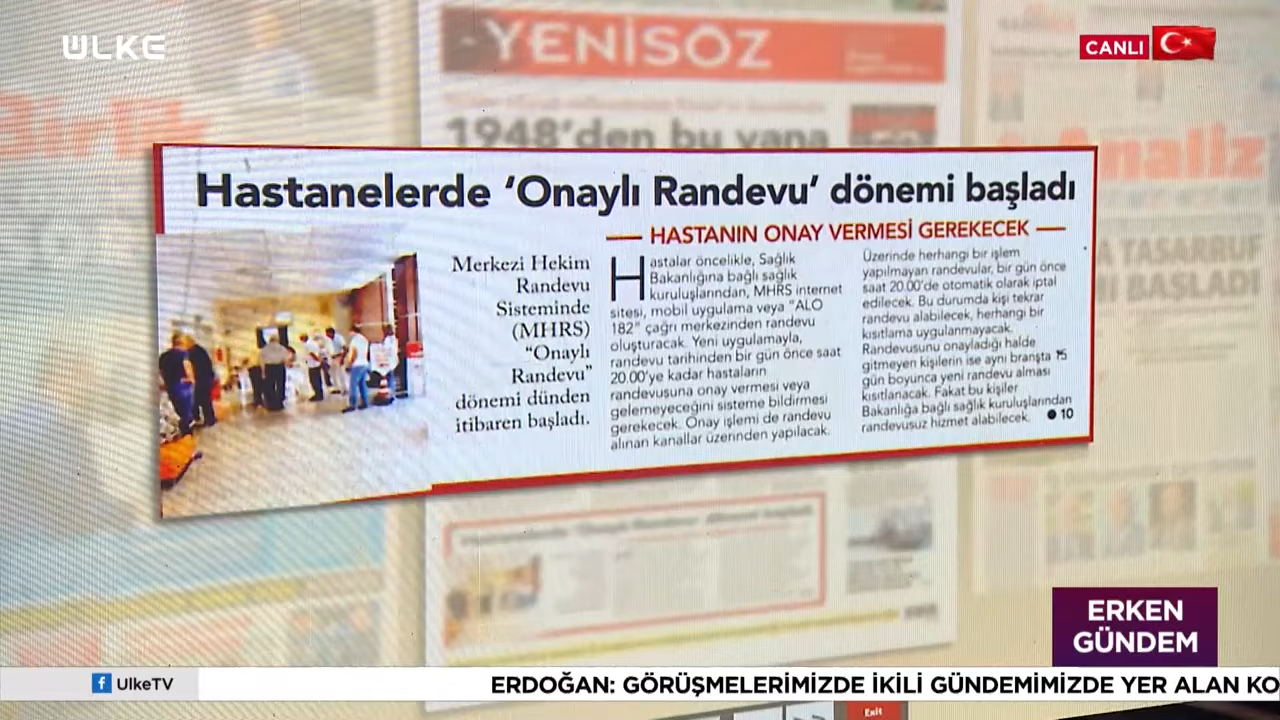 ÜLKE
CANLI
YENİSÖZ
1948'den bu yana
Birlik
Analiz
TASARRUF
BAŞLADI
Hastanelerde ‘Onaylı Randevu’ dönemi başladı
HASTANIN ONAY VERMESİ GEREKECEK
Merkezi Hekim
Randevu
Sisteminde
(MHRS)
“Onaylı
Randevu”
dönemi dünden
itibaren başladı.
Hastalar öncelikle, Sağlık
Bakanlığına bağlı sağlık
kuruluşlarından, MHRS internet
sitesi, mobil uygulama veya "ALO
182" çağrı merkezinden randevu
oluşturacak. Yeni uygulamayla,
randevu tarihinden bir gün önce saat
20.00'ye kadar hastaların
randevusuna onay vermesi veya
gelemeyeceğini sisteme bildirmesi
gerekecek. Onay işlemi de randevu
alınan kanallar üzerinden yapılacak.
Üzerinde herhangi bir işlem
yapılmayan randevular, bir gün önce
saat 20.00'de otomatik olarak iptal
edilecek. Bu durumda kişi tekrar
randevu alabilecek, herhangi bir
kısıtlama uygulanmayacak.
Randevusunu onayladığı halde
gitmeyen kişilerin ise aynı branşta 15
gün boyunca yeni randevu alması
kısıtlanacak. Fakat bu kişiler
Bakanlığa bağlı sağlık kuruluşlarından
randevusuz hizmet alabilecek. ● 10
ERKEN
GÜNDEM
UlkeTV
ERDOĞAN: GÖRÜŞMELERİMİZDE İKİLİ GÜNDEMİMİZDE YER ALAN KO
Exit